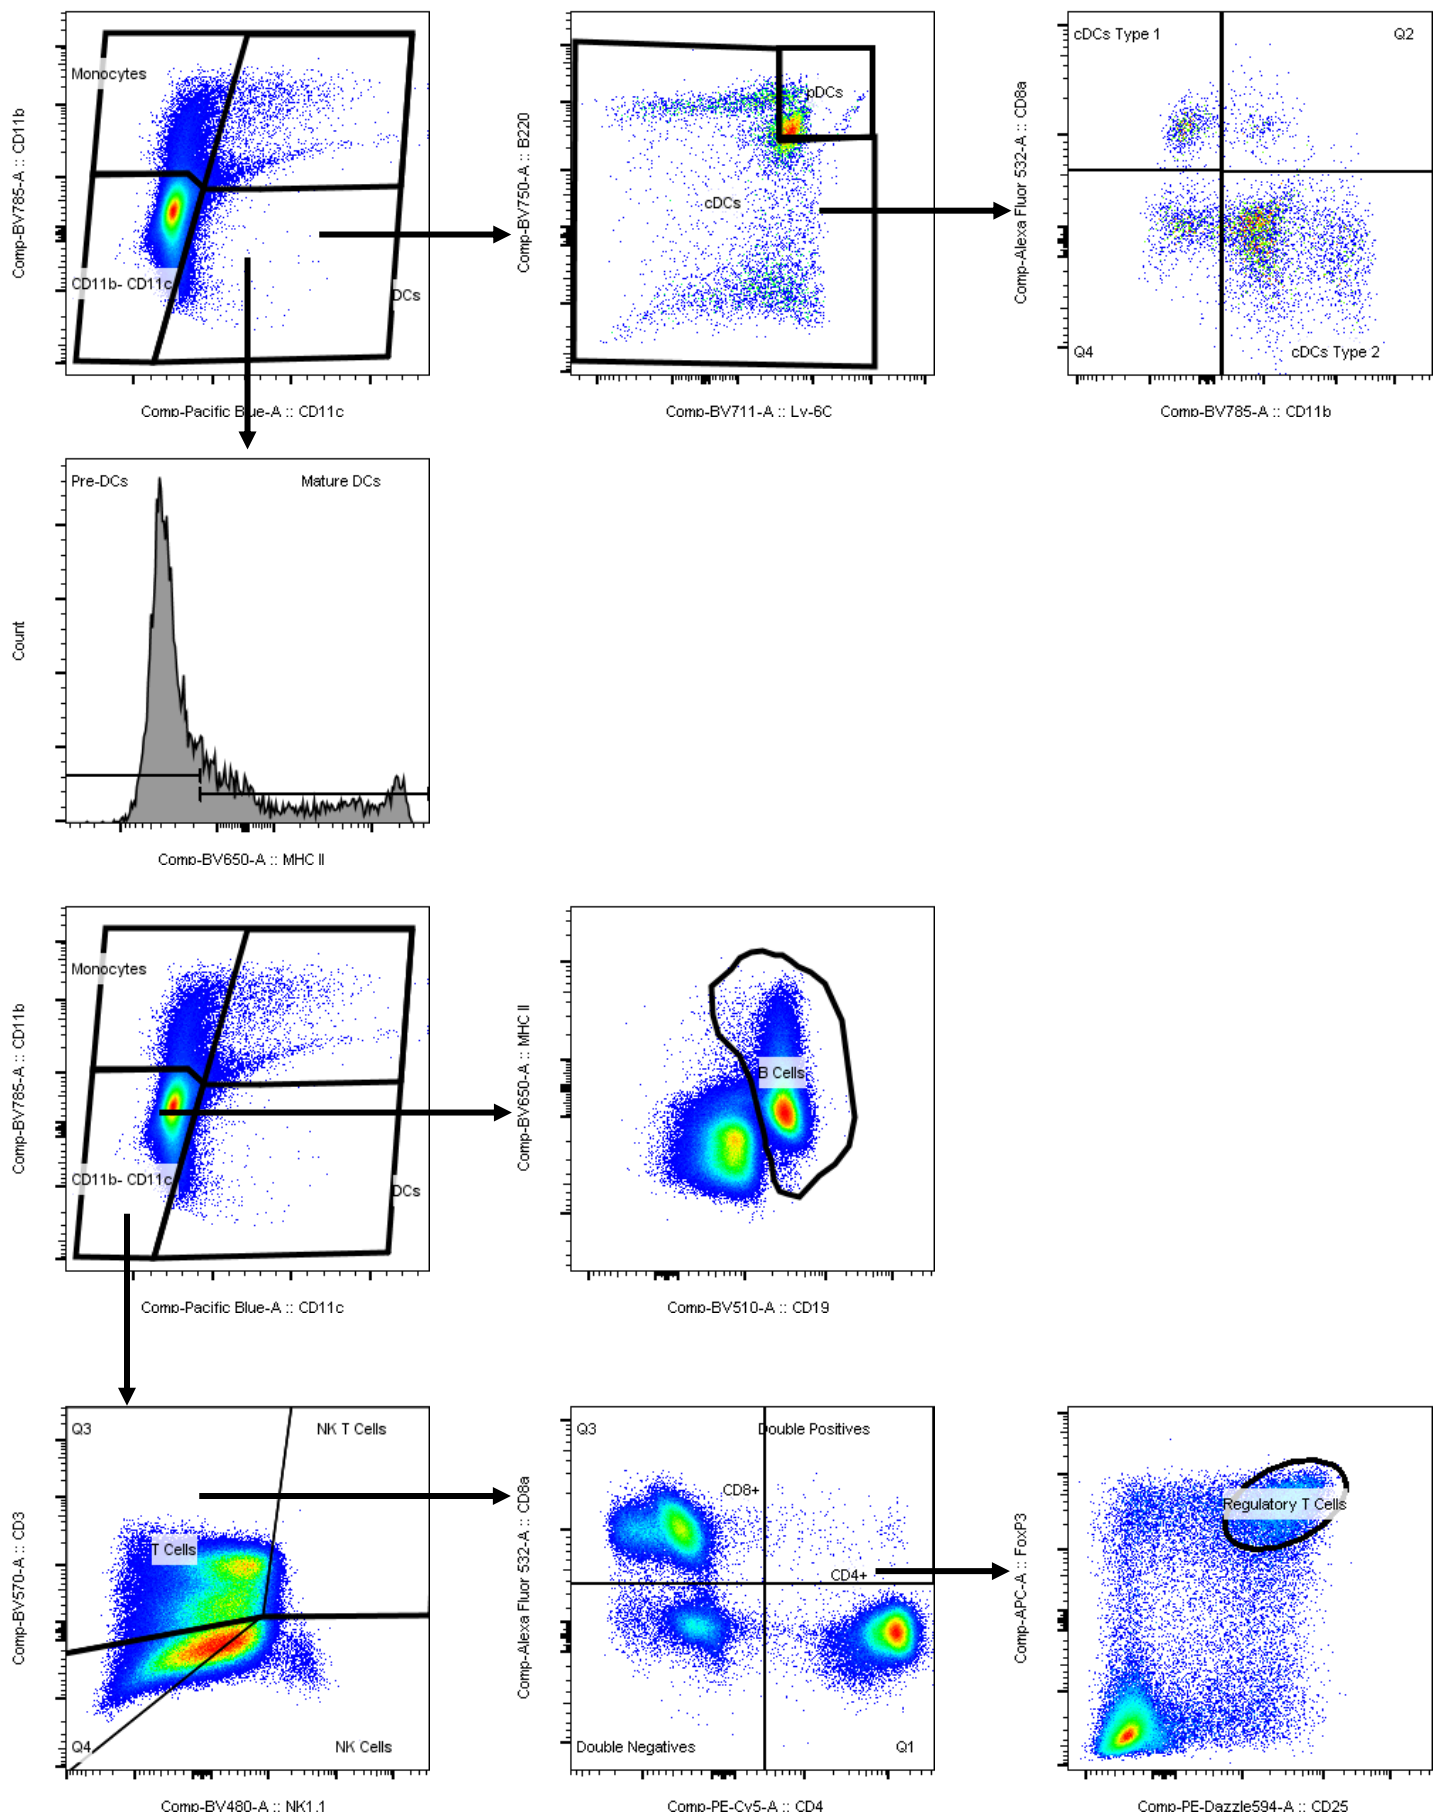 Monocytes
CD11b- CD11c
DCs
Comp-BV785-A :: CD11b
Comp-Pacific Blue-A :: CD11c
pDCs
cDCs
Comp-BV750-A :: B220
Comp-BV711-A :: Ly-6C
cDCs Type 1
Q2
Q4
cDCs Type 2
Comp-Alexa Fluor 532-A :: CD8a
Comp-BV785-A :: CD11b
Pre-DCs
Mature DCs
Count
Comp-BV650-A :: MHC II
Monocytes
CD11b- CD11c
DCs
Comp-BV785-A :: CD11b
Comp-Pacific Blue-A :: CD11c
B Cells
Comp-BV650-A :: MHC II
Comp-BV510-A :: CD19
Q3
NK T Cells
T Cells
Q4
NK Cells
Comp-BV570-A :: CD3
Comp-BV480-A :: NK1.1
Q3
Double Positives
CD8+
CD4+
Double Negatives
Q1
Comp-Alexa Fluor 532-A :: CD8a
Comp-PE-Cy5-A :: CD4
Regulatory T Cells
Comp-APC-A :: FoxP3
Comp-PE-Dazzle594-A :: CD25